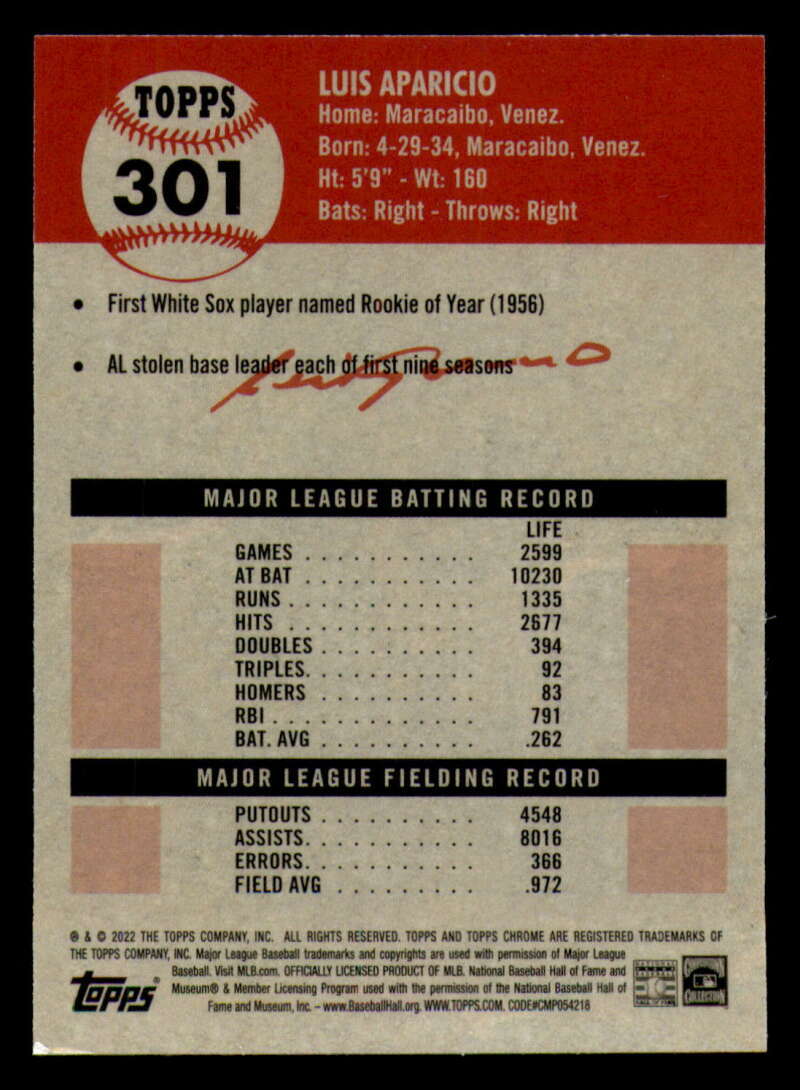 TOPPS
301
LUIS APARICIO
Home: Maracaibo, Venez.
Born: 4-29-34, Maracaibo, Venez.
Ht: 5'9" - Wt: 160
Bats: Right - Throws: Right
• First White Sox player named Rookie of Year (1956)
• AL stolen base leader each of first nine seasons
MAJOR LEAGUE BATTING RECORD
LIFE
GAMES . . . . . . . . . . . 2599
AT BAT . . . . . . . . . . . 10230
RUNS . . . . . . . . . . . . 1335
HITS . . . . . . . . . . . . 2677
DOUBLES . . . . . . . . . . 394
TRIPLES. . . . . . . . . . . 92
HOMERS . . . . . . . . . . 83
RBI . . . . . . . . . . . . . 791
BAT. AVG . . . . . . . . . . .262
MAJOR LEAGUE FIELDING RECORD
PUTOUTS . . . . . . . . . . 4548
ASSISTS. . . . . . . . . . . 8016
ERRORS. . . . . . . . . . . 366
FIELD AVG . . . . . . . . . .972
® & © 2022 THE TOPPS COMPANY, INC. ALL RIGHTS RESERVED. TOPPS AND TOPPS CHROME ARE REGISTERED TRADEMARKS OF
THE TOPPS COMPANY, INC. Major League Baseball trademarks and copyrights are used with permission of Major League
Baseball. Visit MLB.com. OFFICIALLY LICENSED PRODUCT OF MLB. National Baseball Hall of Fame and
Museum® & Member Licensing Program used with the permission of the National Baseball Hall of
Fame and Museum, Inc. – www.BaseballHall.org. WWW.TOPPS.COM. CODE#CMP054218
Topps®
COOPERSTOWN
COLLECTION